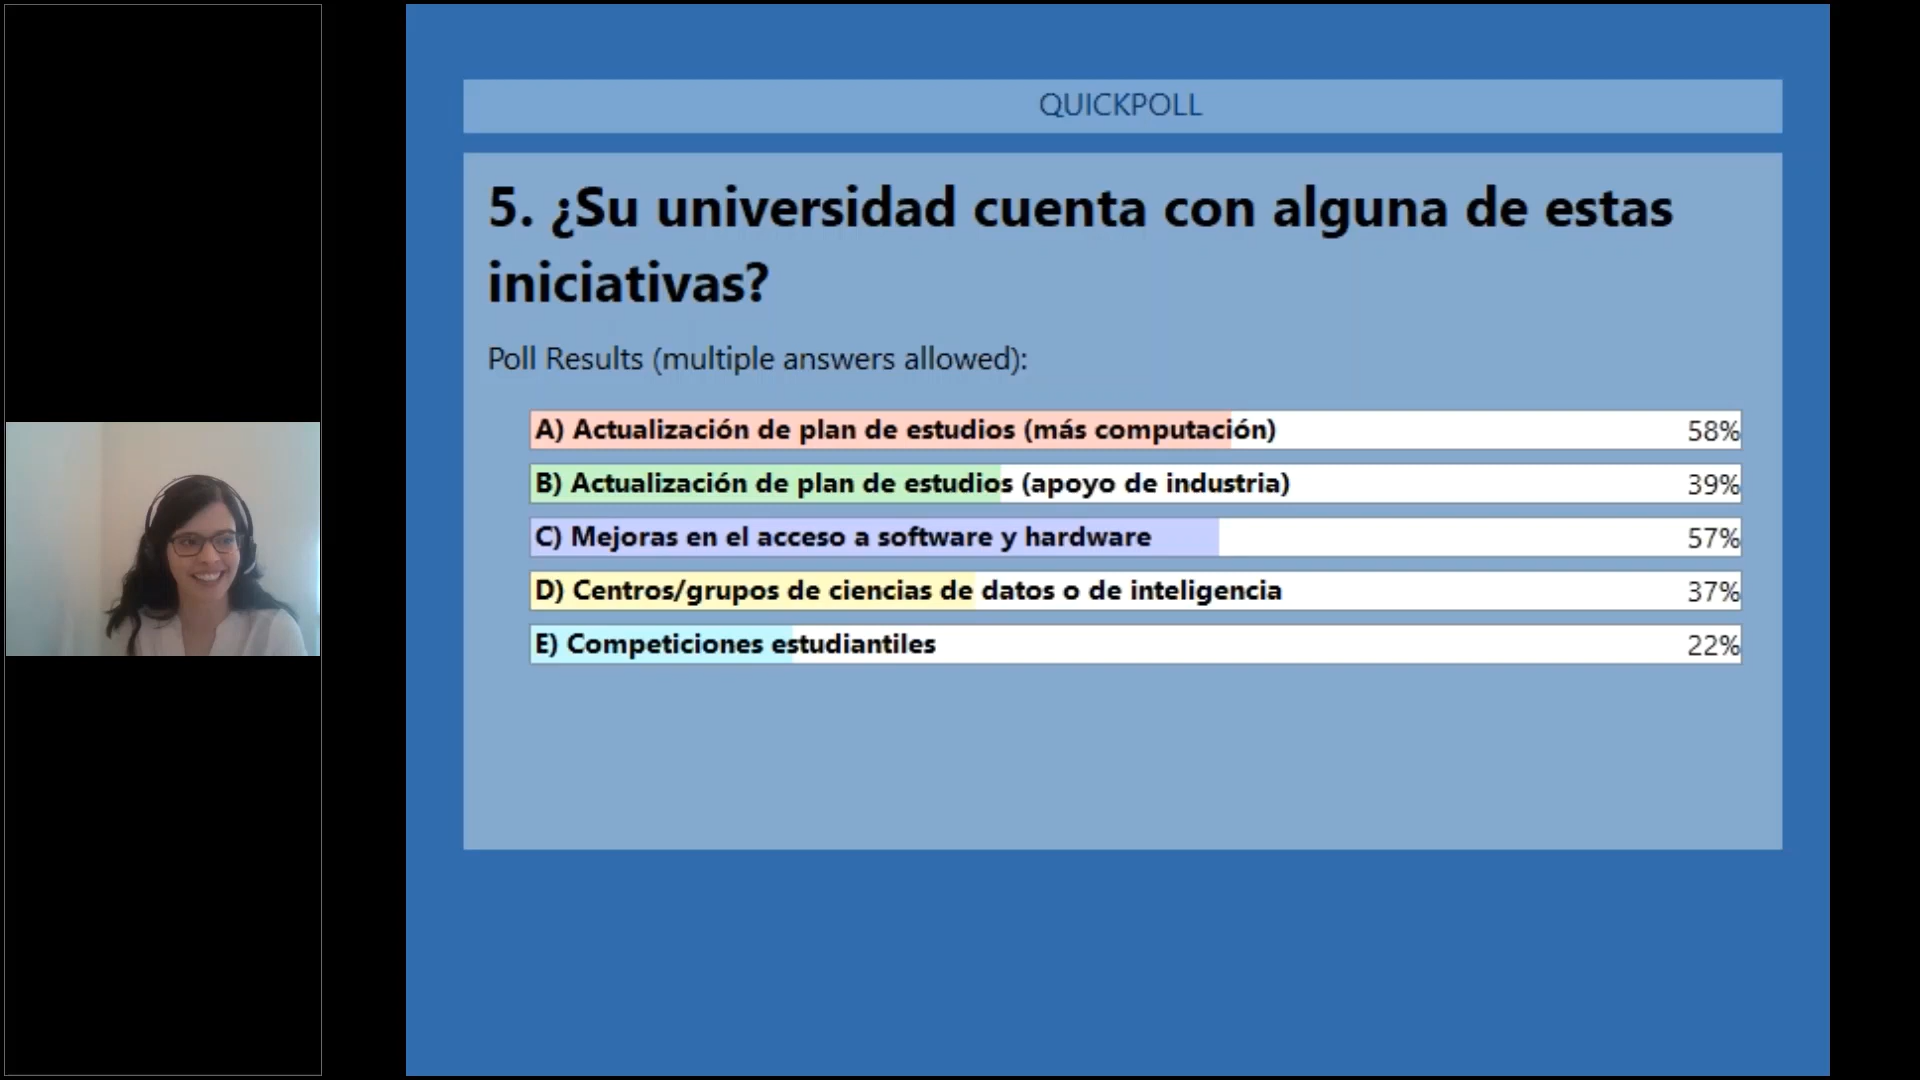 QUICKPOLL
5. ¿Su universidad cuenta con alguna de estas
iniciativas?
Poll Results (multiple answers allowed):
A) Actualización de plan de estudios (más computación) 58%
B) Actualización de plan de estudios (apoyo de industria) 39%
C) Mejoras en el acceso a software y hardware 57%
D) Centros/grupos de ciencias de datos o de inteligencia 37%
E) Competiciones estudiantiles 22%